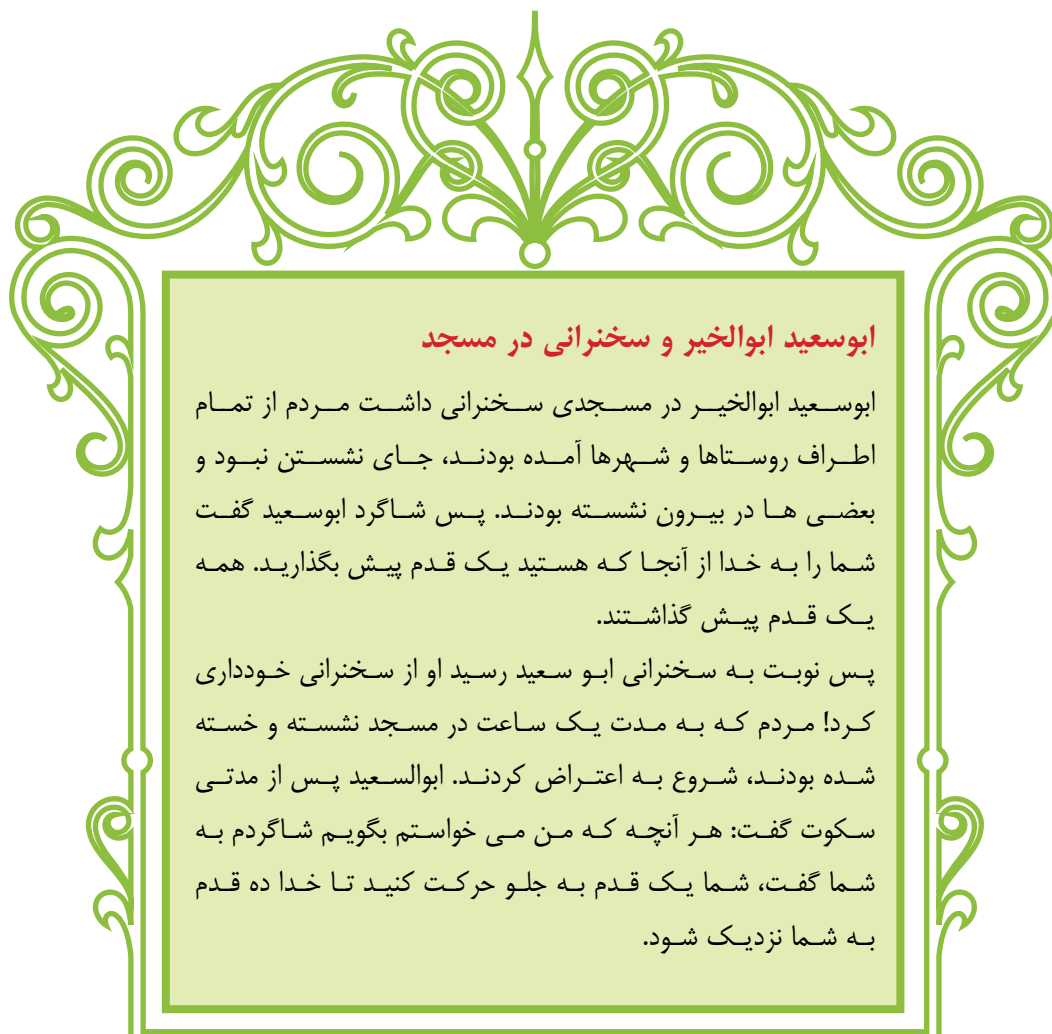 ابوسعید ابوالخیر و سخنرانی در مسجد
ابوسعید ابوالخیر در مسجدی سخنرانی داشت مردم از تمام
اطراف روستاها و شهرها آمده بودند، جای نشستن نبود و
بعضی ها در بیرون نشسته بودند. پس شاگرد ابوسعید گفت
شما را به خدا از آنجا که هستید یک قدم پیش بگذارید. همه
یک قدم پیش گذاشتند.
پس نوبت به سخنرانی ابو سعید رسید او از سخنرانی خودداری
کرد! مردم که به مدت یک ساعت در مسجد نشسته و خسته
شده بودند، شروع به اعتراض کردند. ابوالسعید پس از مدتی
سکوت گفت: هر آنچه که من می خواستم بگویم شاگردم به
شما گفت، شما یک قدم به جلو حرکت کنید تا خدا ده قدم
به شما نزدیک شود.